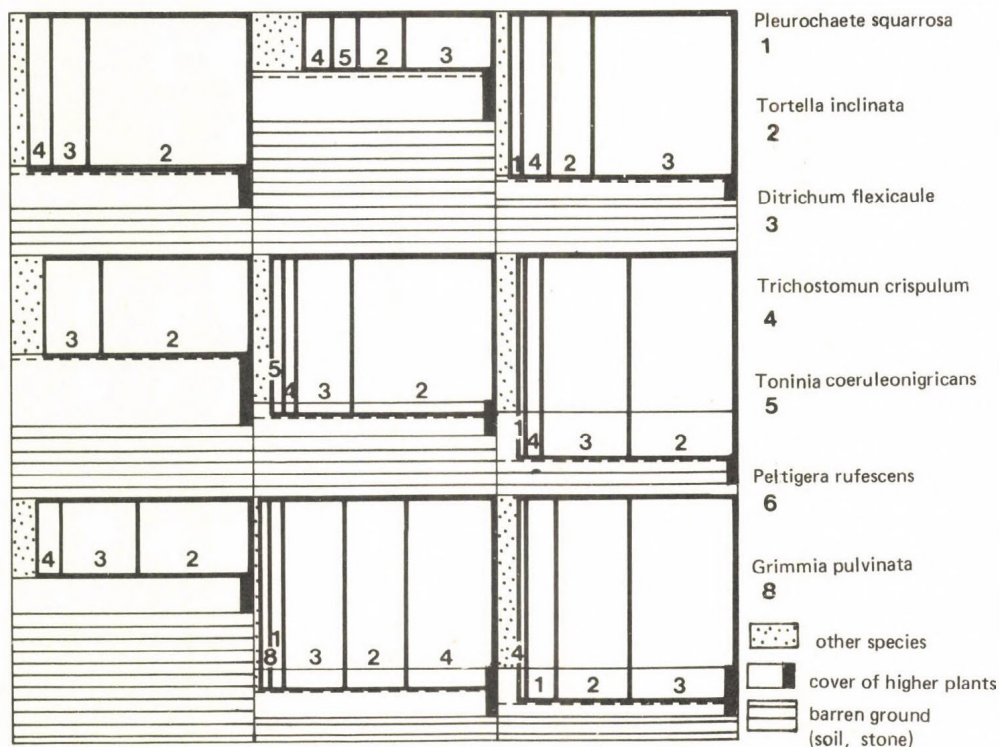 4 3 2
4 5 2 3
1 4 2 3
3 2
5 4 3 2
1 4 3 2
4 3 2
8 1 3 2 4
4 1 2 3
Pleurochaete squarrosa
1
Tortella inclinata
2
Ditrichum flexicaule
3
Trichostomun crispulum
4
Toninia coeruleonigricans
5
Peltigera rufescens
6
Grimmia pulvinata
8
other species
cover of higher plants
barren ground
(soil, stone)